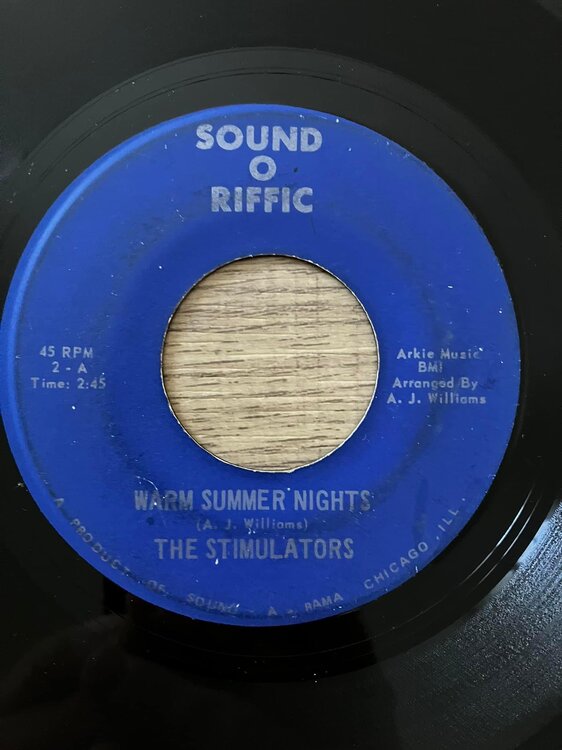 SOUND
O
RIFFIC
45 RPM
2 - A
Time: 2:45
Arkie Music
BMI
Arranged By
A. J. Williams
WARM SUMMER NIGHTS
(A. J. Williams)
THE STIMULATORS
A PRODUCT OF SOUND - A - RAMA CHICAGO, ILL.